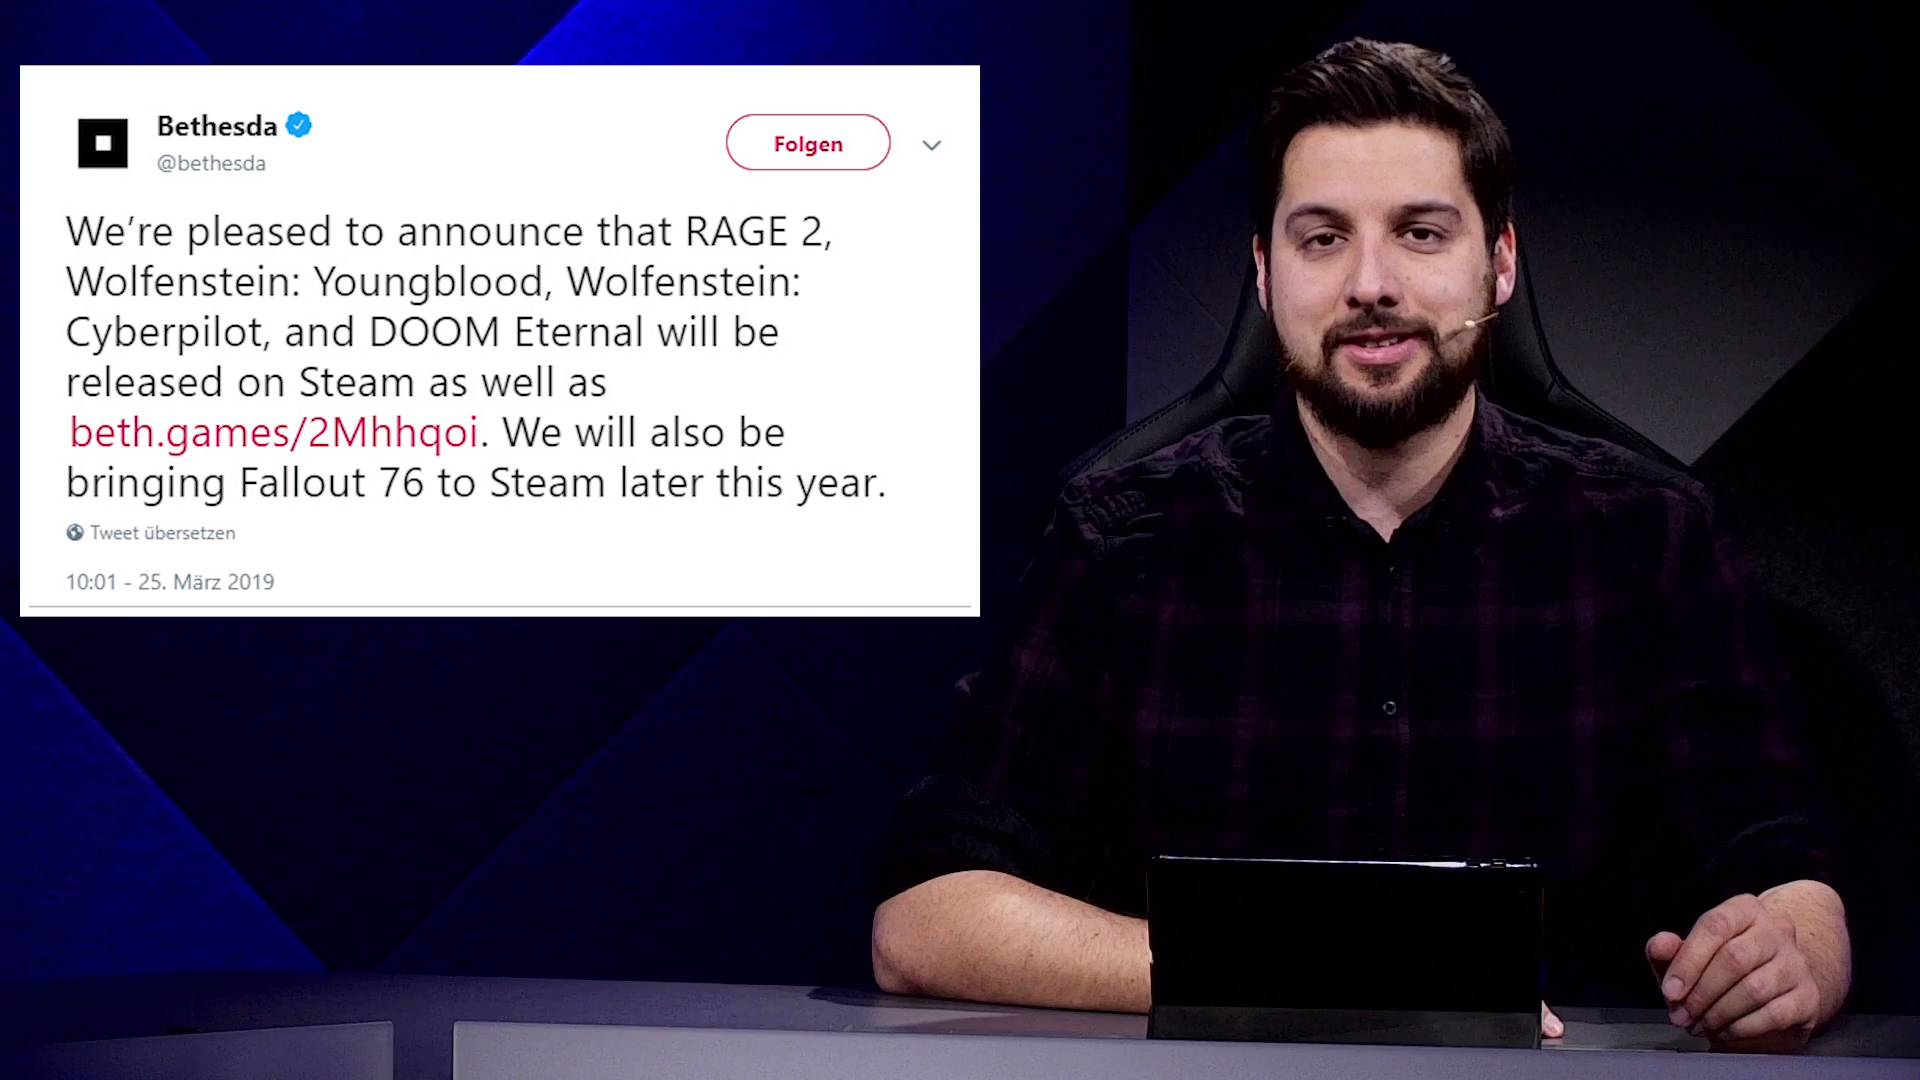 Bethesda
@bethesda
Folgen
We’re pleased to announce that RAGE 2,
Wolfenstein: Youngblood, Wolfenstein:
Cyberpilot, and DOOM Eternal will be
released on Steam as well as
beth.games/2Mhhqoi. We will also be
bringing Fallout 76 to Steam later this year.
Tweet übersetzen
10:01 - 25. März 2019